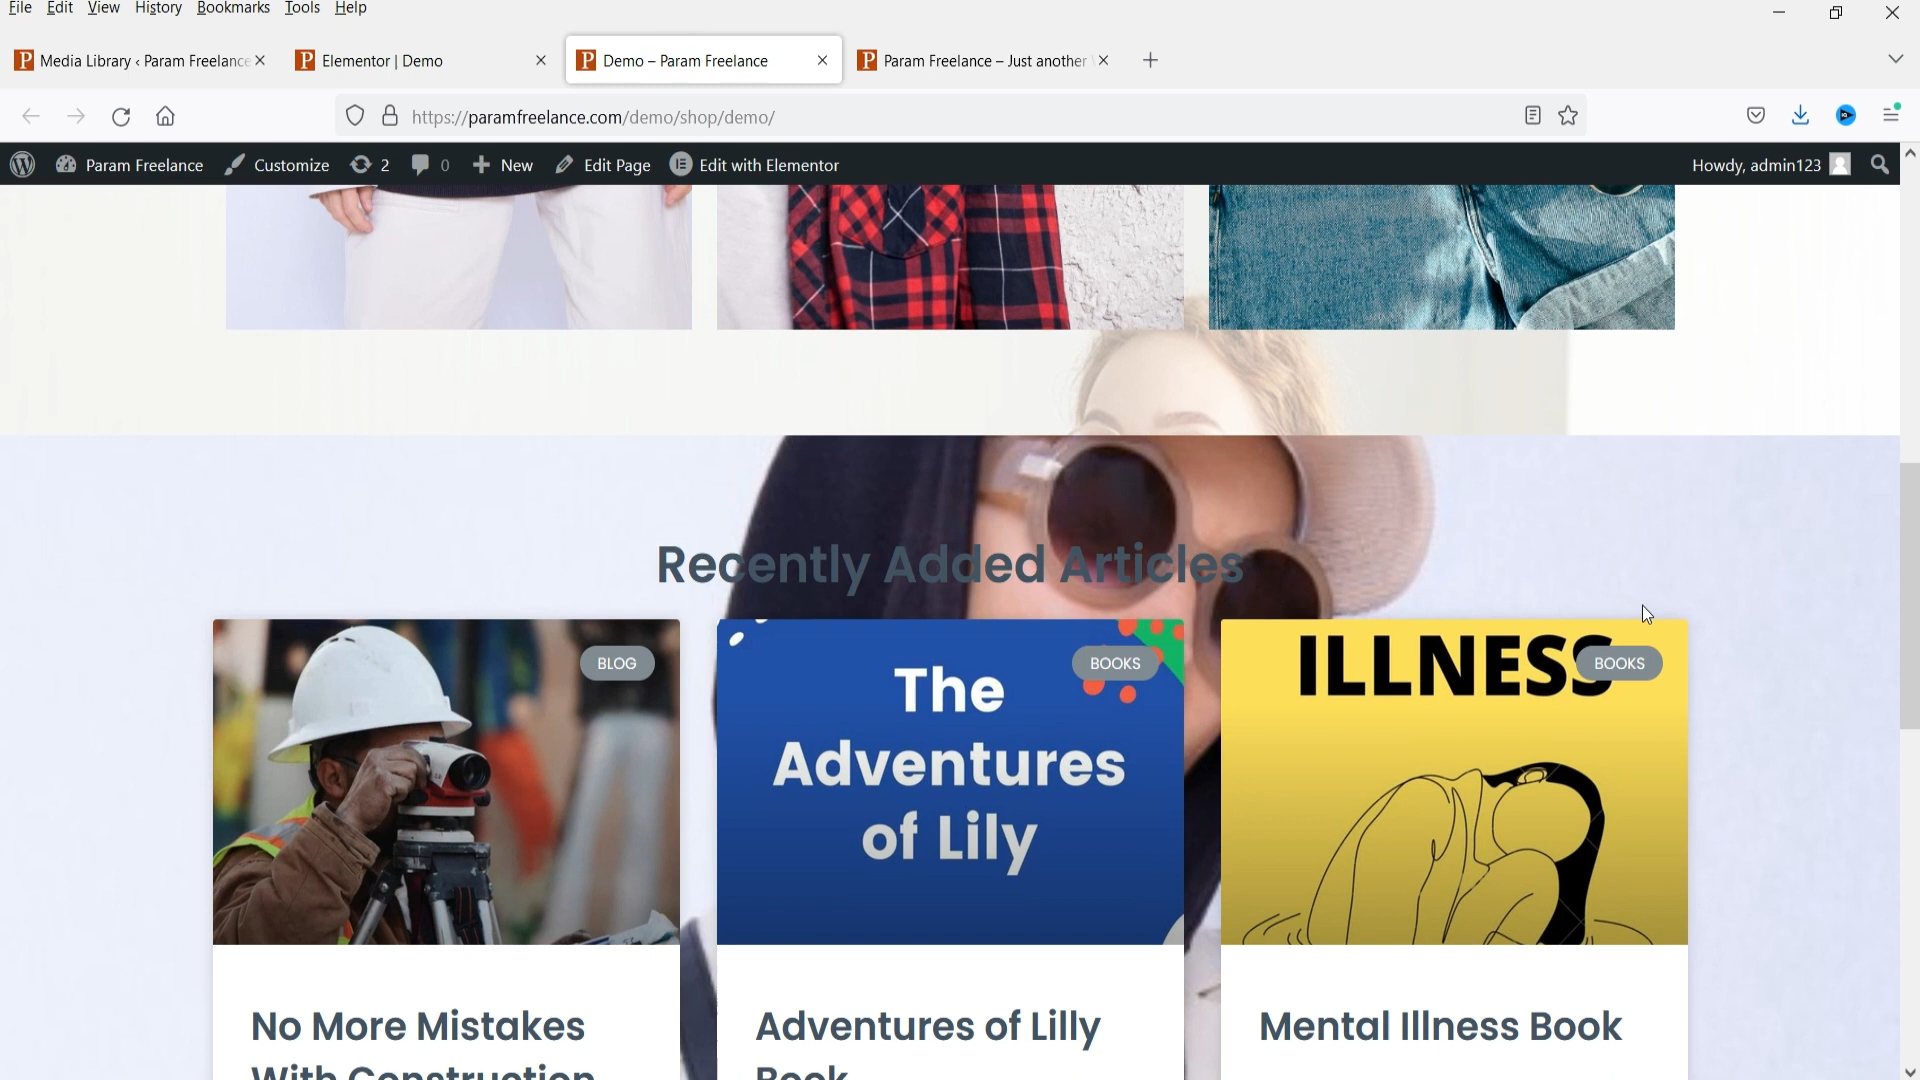 File Edit View History Bookmarks Tools Help
Media Library ‹ Param Freelance
Elementor | Demo
Demo – Param Freelance
Param Freelance – Just another
https://paramfreelance.com/demo/shop/demo/
Param Freelance Customize 2 0 New Edit Page Edit with Elementor Howdy, admin123
Recently Added Articles
BLOG
The
Adventures
of Lily
BOOKS
ILLNESS
BOOKS
No More Mistakes
With Construction
Adventures of Lilly
Book
Mental Illness Book